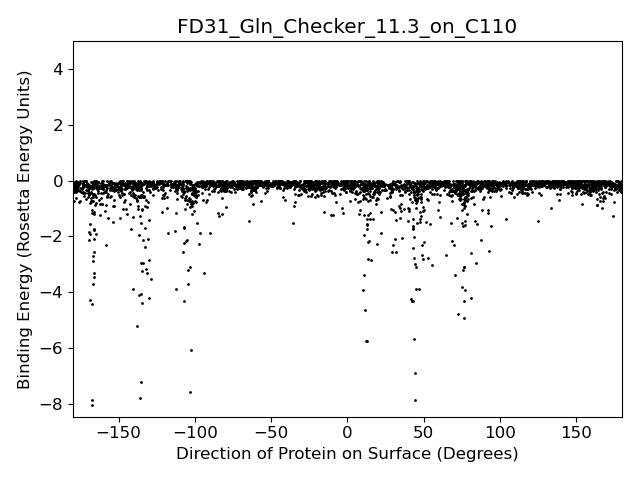 FD31_Gln_Checker_11.3_on_C110
Binding Energy (Rosetta Energy Units)
4
2
0
−2
−4
−6
−8
−150 −100 −50 0 50 100 150
Direction of Protein on Surface (Degrees)